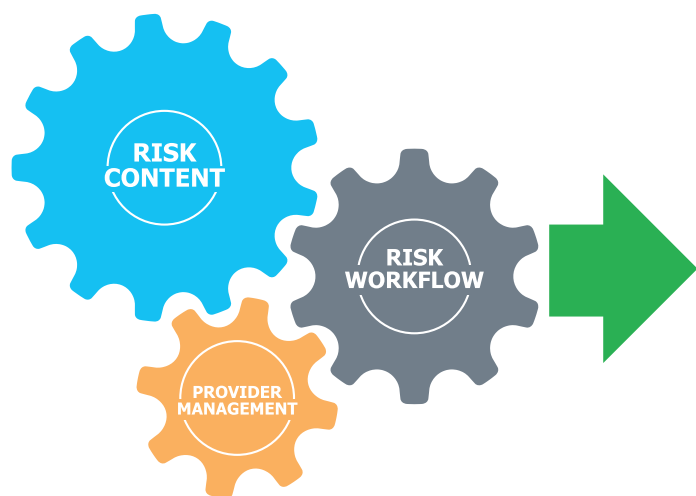 RISK
CONTENT
RISK
WORKFLOW
PROVIDER
MANAGEMENT